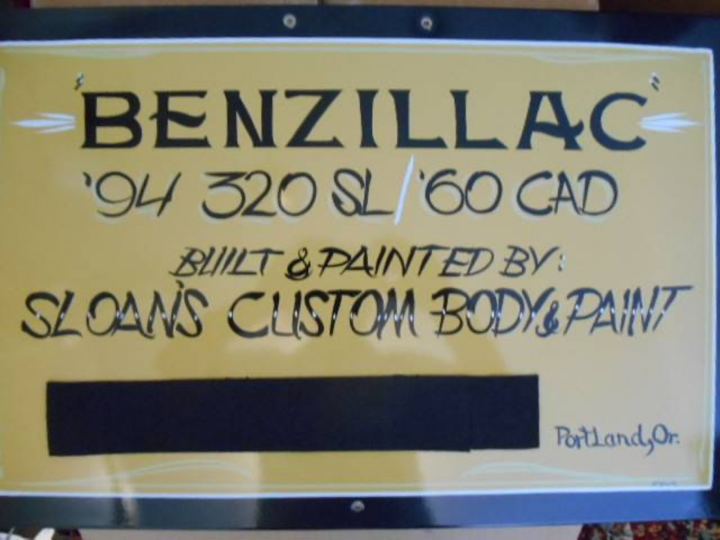 'BENZILLAC'
'94 320 SL/'60 CAD
BUILT & PAINTED BY:
SLOAN'S CUSTOM BODY & PAINT
Portland, Or.